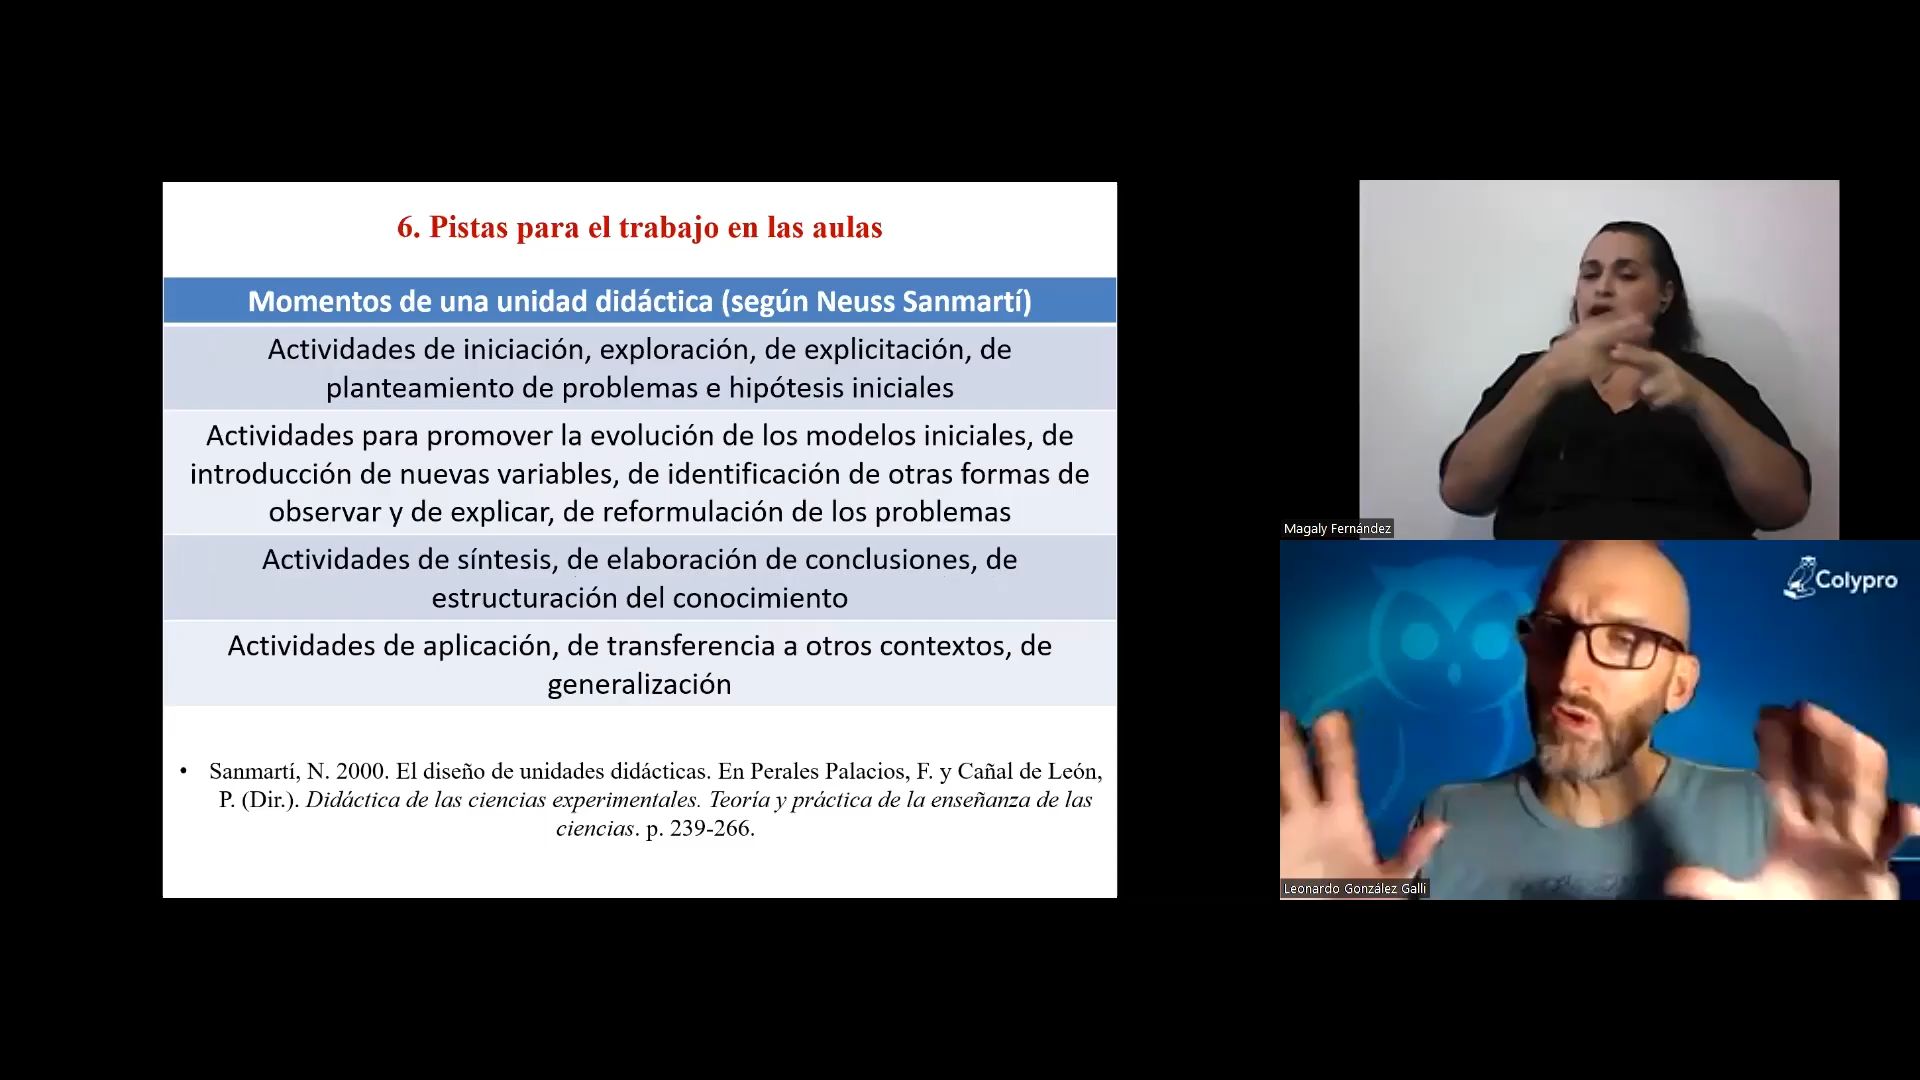 6. Pistas para el trabajo en las aulas
Momentos de una unidad didáctica (según Neuss Sanmartí)
Actividades de iniciación, exploración, de explicitación, de
planteamiento de problemas e hipótesis iniciales
Actividades para promover la evolución de los modelos iniciales, de
introducción de nuevas variables, de identificación de otras formas de
observar y de explicar, de reformulación de los problemas
Actividades de síntesis, de elaboración de conclusiones, de
estructuración del conocimiento
Actividades de aplicación, de transferencia a otros contextos, de
generalización
• Sanmartí, N. 2000. El diseño de unidades didácticas. En Perales Palacios, F. y Cañal de León,
P. (Dir.). Didáctica de las ciencias experimentales. Teoría y práctica de la enseñanza de las
ciencias. p. 239-266.
Magaly Fernández
Colypro
Leonardo González Galli